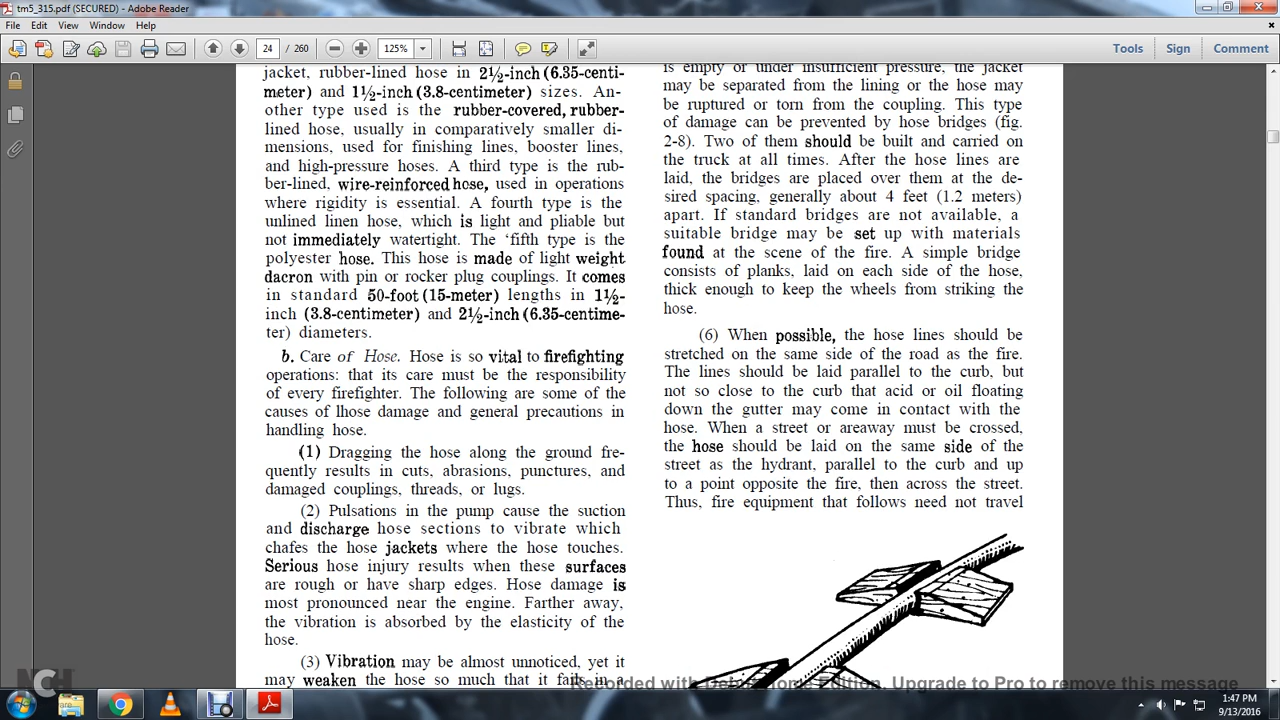 tm5_315.pdf (SECURED) - Adobe Reader
File Edit View Window Help
24 / 260 125% Tools Sign Comment
jacket, rubber-lined hose in 2½-inch (6.35-centi-
meter) and 1½-inch (3.8-centimeter) sizes. An-
other type used is the rubber-covered, rubber-
lined hose, usually in comparatively smaller di-
mensions, used for finishing lines, booster lines,
and high-pressure hoses. A third type is the rub-
ber-lined, wire-reinforced hose, used in operations
where rigidity is essential. A fourth type is the
unlined linen hose, which is light and pliable but
not immediately watertight. The ‘fifth type is the
polyester hose. This hose is made of light weight
dacron with pin or rocker plug couplings. It comes
in standard 50-foot (15-meter) lengths in 1½-
inch (3.8-centimeter) and 2½-inch (6.35-centime-
ter) diameters.
b. Care of Hose. Hose is so vital to firefighting
operations: that its care must be the responsibility
of every firefighter. The following are some of the
causes of lhose damage and general precautions in
handling hose.
(1) Dragging the hose along the ground fre-
quently results in cuts, abrasions, punctures, and
damaged couplings, threads, or lugs.
(2) Pulsations in the pump cause the suction
and discharge hose sections to vibrate which
chafes the hose jackets where the hose touches.
Serious hose injury results when these surfaces
are rough or have sharp edges. Hose damage is
most pronounced near the engine. Farther away,
the vibration is absorbed by the elasticity of the
hose.
(3) Vibration may be almost unnoticed, yet it
may weaken the hose so much that it fails in a
is empty or under insufficient pressure, the jacket
may be separated from the lining or the hose may
be ruptured or torn from the coupling. This type
of damage can be prevented by hose bridges (fig.
2-8). Two of them should be built and carried on
the truck at all times. After the hose lines are
laid, the bridges are placed over them at the de-
sired spacing, generally about 4 feet (1.2 meters)
apart. If standard bridges are not available, a
suitable bridge may be set up with materials
found at the scene of the fire. A simple bridge
consists of planks, laid on each side of the hose,
thick enough to keep the wheels from striking the
hose.
(6) When possible, the hose lines should be
stretched on the same side of the road as the fire.
The lines should be laid parallel to the curb, but
not so close to the curb that acid or oil floating
down the gutter may come in contact with the
hose. When a street or areaway must be crossed,
the hose should be laid on the same side of the
street as the hydrant, parallel to the curb and up
to a point opposite the fire, then across the street.
Thus, fire equipment that follows need not travel
NCH
Recorded with Debut Home Edition. Upgrade to Pro to remove this message
1:47 PM
9/13/2016